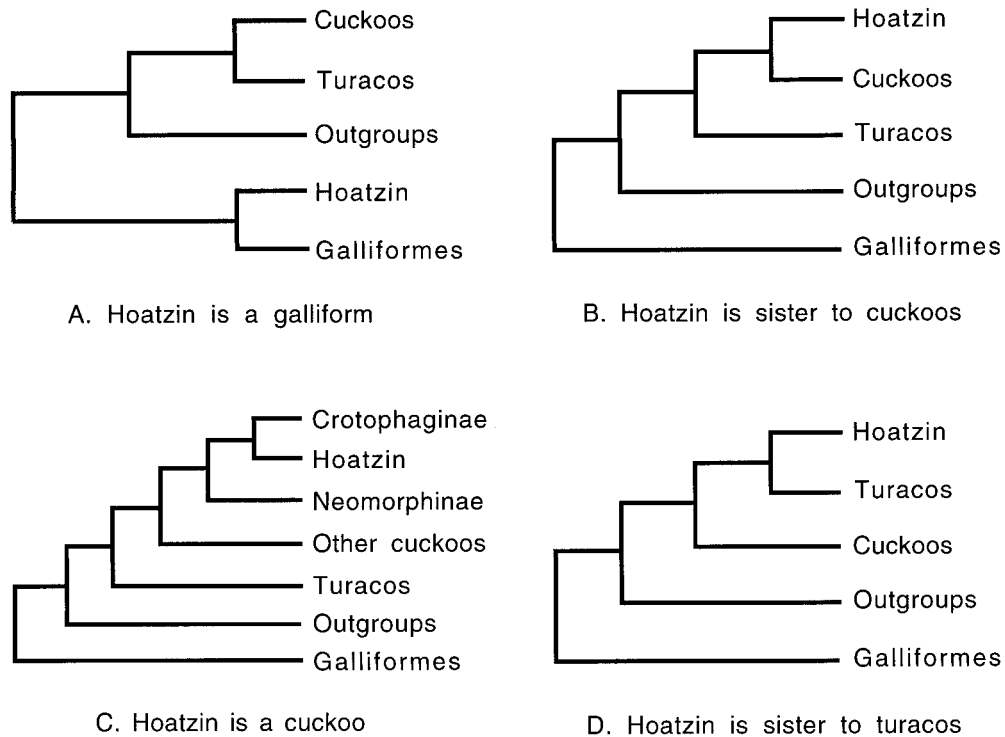 Cuckoos
Turacos
Outgroups
Hoatzin
Galliformes
A. Hoatzin is a galliform
Hoatzin
Cuckoos
Turacos
Outgroups
Galliformes
B. Hoatzin is sister to cuckoos
Crotophaginae
Hoatzin
Neomorphinae
Other cuckoos
Turacos
Outgroups
Galliformes
C. Hoatzin is a cuckoo
Hoatzin
Turacos
Cuckoos
Outgroups
Galliformes
D. Hoatzin is sister to turacos